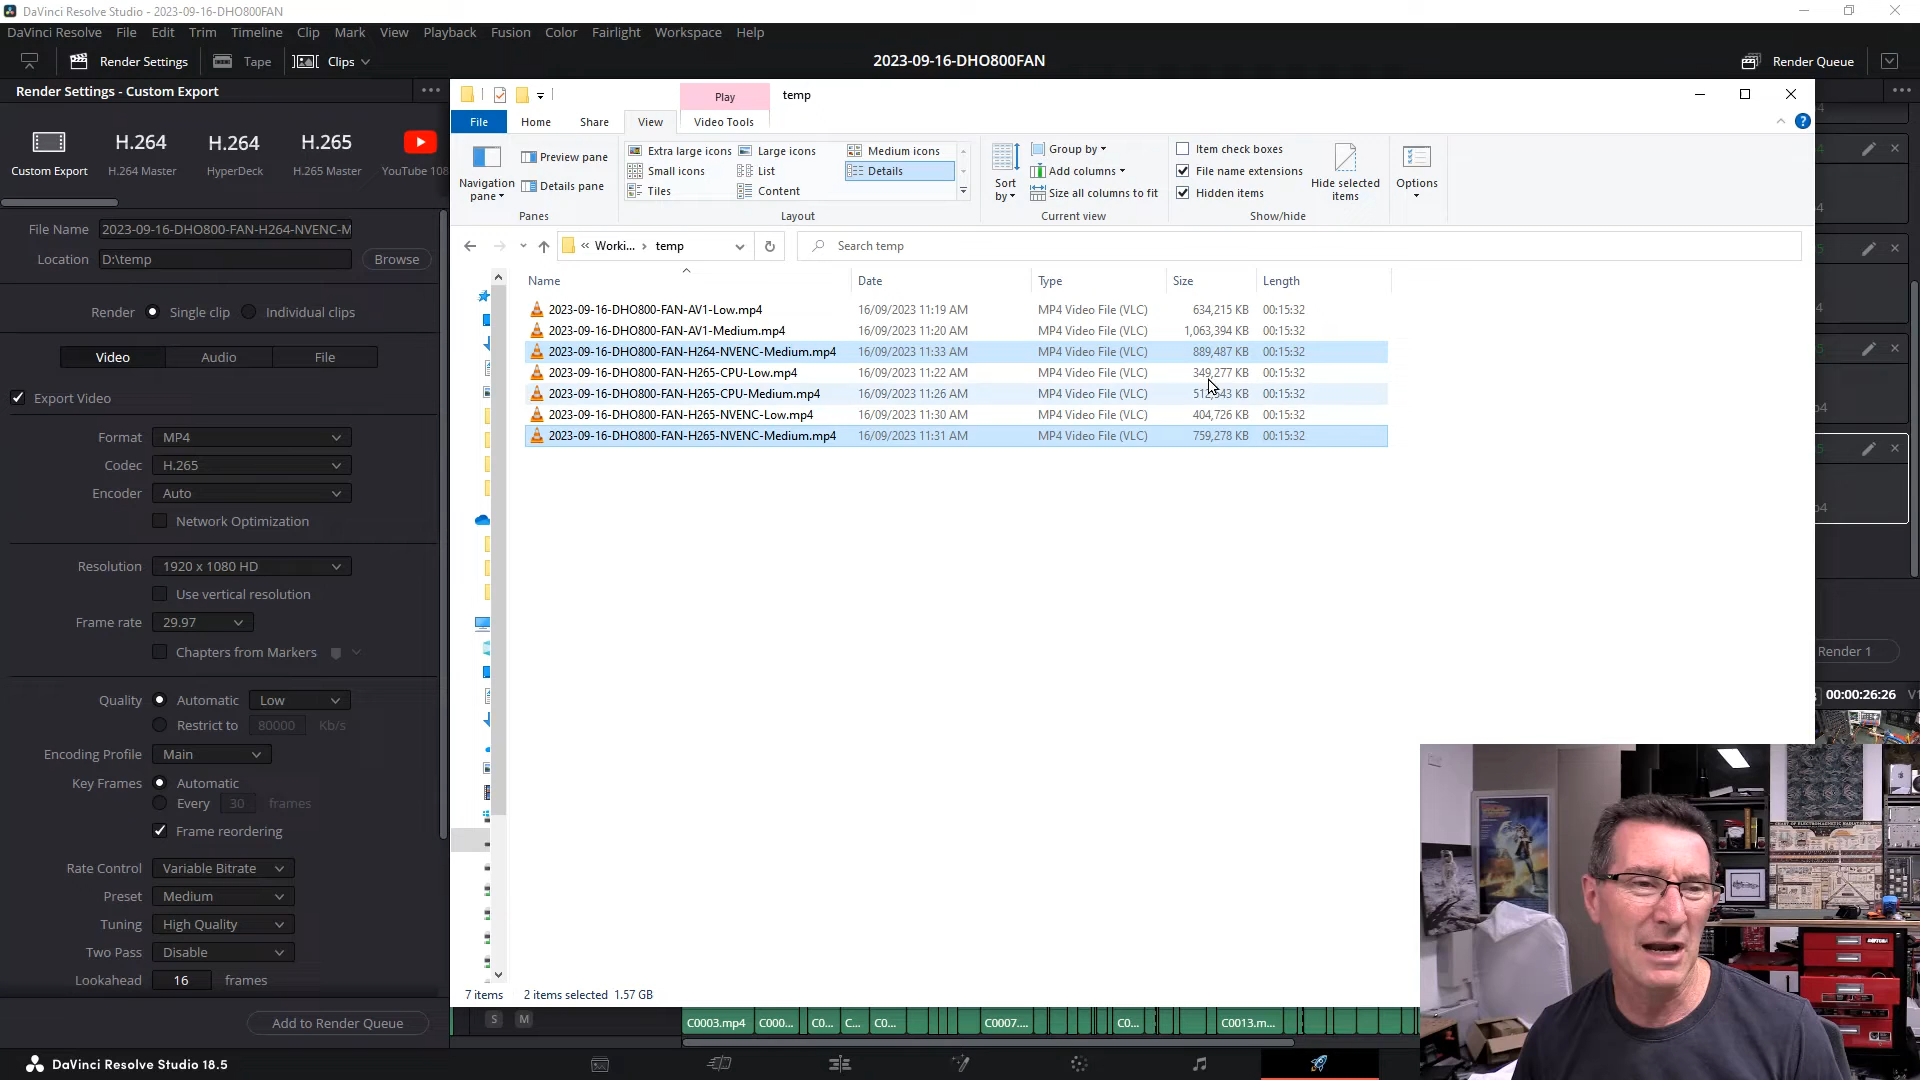 DaVinci Resolve Studio - 2023-09-16-DHO800FAN
DaVinci Resolve File Edit Trim Timeline Clip Mark View Playback Fusion Color Fairlight Workspace Help
Render Settings Tape Clips 2023-09-16-DHO800FAN Render Queue
Render Settings - Custom Export
H.264 H.264 H.265
Custom Export H.264 Master HyperDeck H.265 Master YouTube 108
File Name 2023-09-16-DHO800-FAN-H264-NVENC-M
Location D:\temp Browse
Render Single clip Individual clips
Video Audio File
Export Video
Format MP4
Codec H.265
Encoder Auto
Network Optimization
Resolution 1920 x 1080 HD
Use vertical resolution
Frame rate 29.97
Chapters from Markers
Quality Automatic Low
Restrict to 80000 Kb/s
Encoding Profile Main
Key Frames Automatic
Every 30 frames
Frame reordering
Rate Control Variable Bitrate
Preset Medium
Tuning High Quality
Two Pass Disable
Lookahead 16 frames
Add to Render Queue
DaVinci Resolve Studio 18.5
Play temp
File Home Share View Video Tools
Navigation pane
Preview pane
Details pane
Panes
Extra large icons Large icons Medium icons
Small icons List Details
Tiles Content
Layout
Sort by
Group by
Add columns
Size all columns to fit
Current view
Item check boxes
File name extensions
Hidden items
Hide selected items
Show/hide
Options
« Worki... › temp
Search temp
Name Date Type Size Length
2023-09-16-DHO800-FAN-AV1-Low.mp4 16/09/2023 11:19 AM MP4 Video File (VLC) 634,215 KB 00:15:32
2023-09-16-DHO800-FAN-AV1-Medium.mp4 16/09/2023 11:20 AM MP4 Video File (VLC) 1,063,394 KB 00:15:32
2023-09-16-DHO800-FAN-H264-NVENC-Medium.mp4 16/09/2023 11:33 AM MP4 Video File (VLC) 889,487 KB 00:15:32
2023-09-16-DHO800-FAN-H265-CPU-Low.mp4 16/09/2023 11:22 AM MP4 Video File (VLC) 349,277 KB 00:15:32
2023-09-16-DHO800-FAN-H265-CPU-Medium.mp4 16/09/2023 11:26 AM MP4 Video File (VLC) KB 00:15:32
2023-09-16-DHO800-FAN-H265-NVENC-Low.mp4 16/09/2023 11:30 AM MP4 Video File (VLC) 404,726 KB 00:15:32
2023-09-16-DHO800-FAN-H265-NVENC-Medium.mp4 16/09/2023 11:31 AM MP4 Video File (VLC) 759,278 KB 00:15:32
7 items 2 items selected 1.57 GB
Render 1
00:00:26:26
S M
C0003.mp4 C000... C0... C... C0... C0007.... C0... C0013.m...